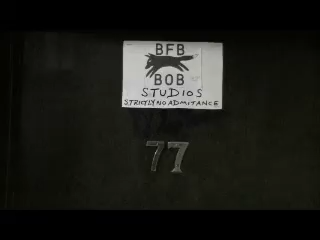 BFB
BOB
STUDIOS
STRICTLY NO ADMITANCE
77